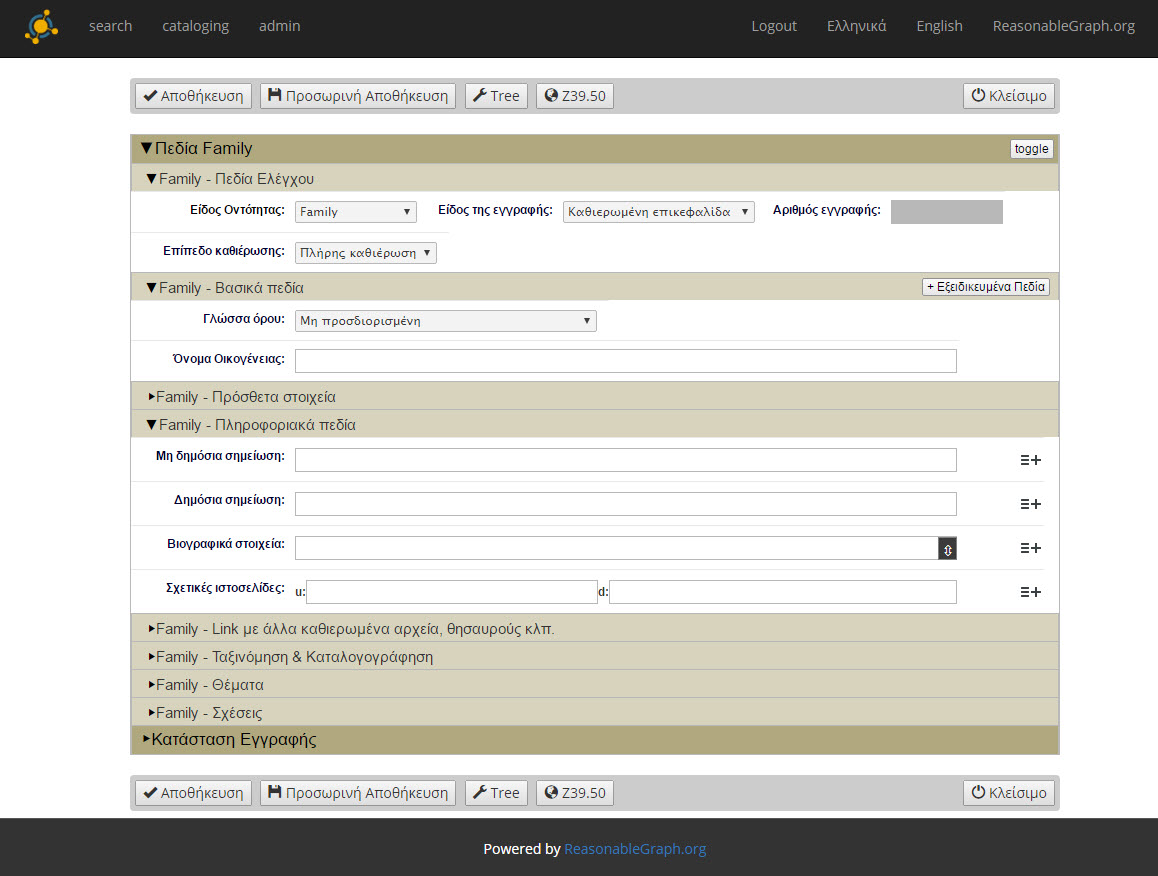 search cataloging admin Logout Ελληνικά English ReasonableGraph.org
Αποθήκευση Προσωρινή Αποθήκευση Tree Z39.50 Κλείσιμο
▼Πεδία Family toggle
▼Family - Πεδία Ελέγχου
Είδος Οντότητας: Family ▼ Είδος της εγγραφής: Καθιερωμένη επικεφαλίδα ▼ Αριθμός εγγραφής:
Επίπεδο καθιέρωσης: Πλήρης καθιέρωση ▼
▼Family - Βασικά πεδία + Εξειδικευμένα Πεδία
Γλώσσα όρου: Μη προσδιορισμένη ▼
Όνομα Οικογένειας:
►Family - Πρόσθετα στοιχεία
▼Family - Πληροφοριακά πεδία
Μη δημόσια σημείωση:
Δημόσια σημείωση:
Βιογραφικά στοιχεία:
Σχετικές ιστοσελίδες: u: d:
►Family - Link με άλλα καθιερωμένα αρχεία, θησαυρούς κλπ.
►Family - Ταξινόμηση & Καταλογογράφηση
►Family - Θέματα
►Family - Σχέσεις
►Κατάσταση Εγγραφής
Αποθήκευση Προσωρινή Αποθήκευση Tree Z39.50 Κλείσιμο
Powered by ReasonableGraph.org